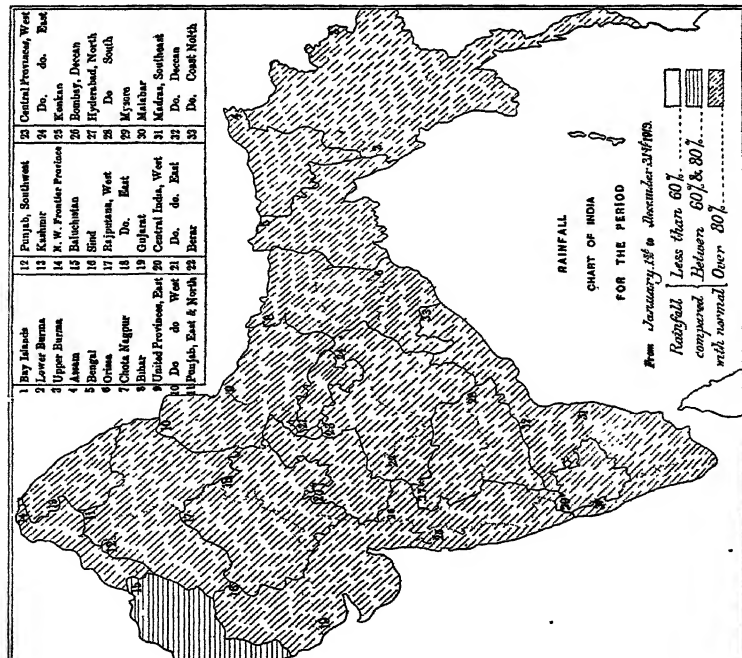 1 Bay Islands
2 Lower Burma
3 Upper Burma
4 Assam
5 Bengal
6 Orissa
7 Chota Nagpur
8 Bihar
9 United Provinces, East
10 Do do West
11 Punjab, East & North
12 Punjab, Southwest
13 Kashmir
14 N. W. Frontier Province
15 Baluchistan
16 Sind
17 Rajputana, West
18 Do. East
19 Gujarat
20 Central India, West
21 Do. do. East
22 Berar
23 Central Provinces, West
24 Do. do. East
25 Konkan
26 Bombay, Deccan
27 Hyderabad, North
28 Do South
29 Mysore
30 Malabar
31 Madras, Southeast
32 Do. Deccan
33 Do. Coast North
RAINFALL
CHART OF INDIA
FOR THE PERIOD
From January 1st to December 31st
Rainfall Less than 60%
compared Between 60% & 80%
with normal Over 80%